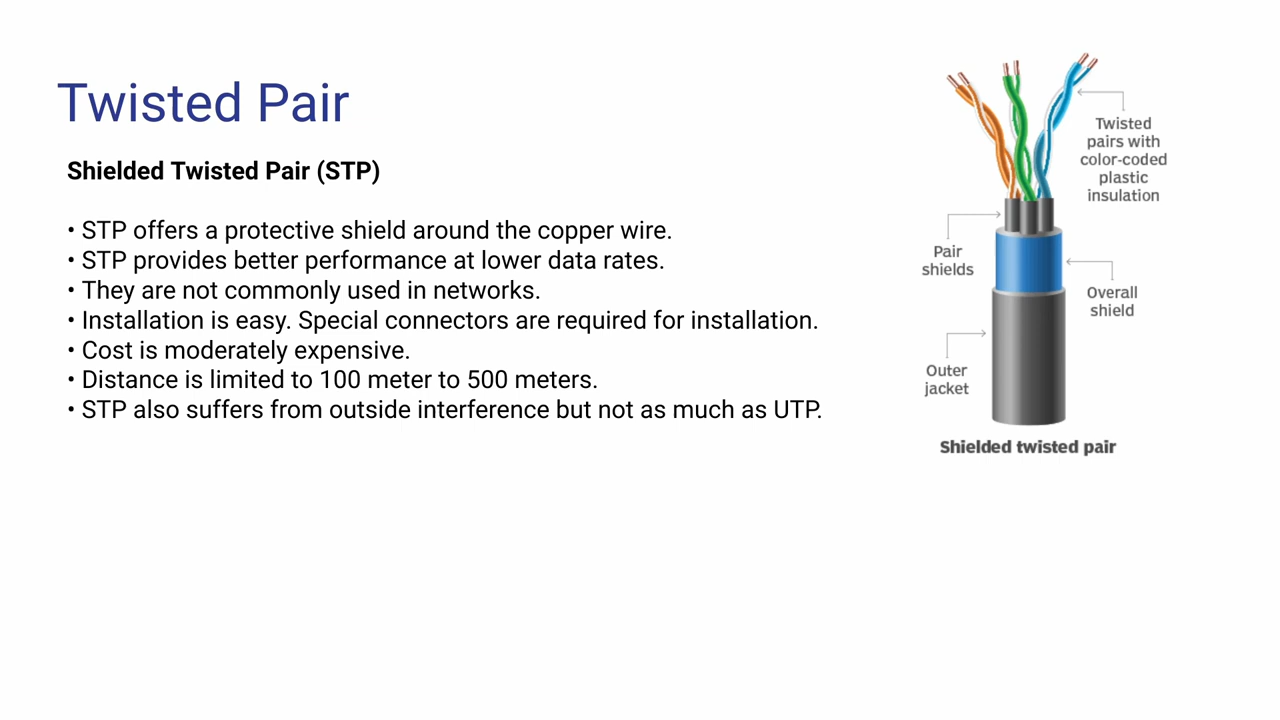 Twisted Pair
Shielded Twisted Pair (STP)
• STP offers a protective shield around the copper wire.
• STP provides better performance at lower data rates.
• They are not commonly used in networks.
• Installation is easy. Special connectors are required for installation.
• Cost is moderately expensive.
• Distance is limited to 100 meter to 500 meters.
• STP also suffers from outside interference but not as much as UTP.
Twisted
pairs with
color-coded
plastic
insulation
Pair
shields
Overall
shield
Outer
jacket
Shielded twisted pair